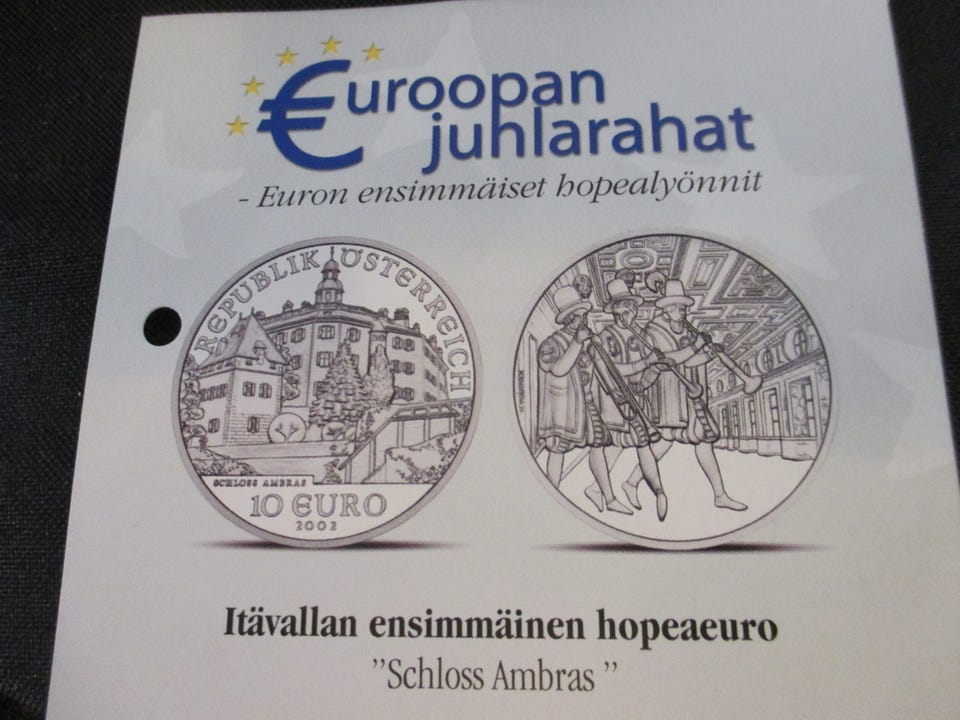 €uroopan
juhlarahat
- Euron ensimmäiset hopealyönnit
REPUBLIK ÖSTERREICH
SCHLOSS AMBRAS
10 EURO
2002
Itävallan ensimmäinen hopeaeuro
”Schloss Ambras ”